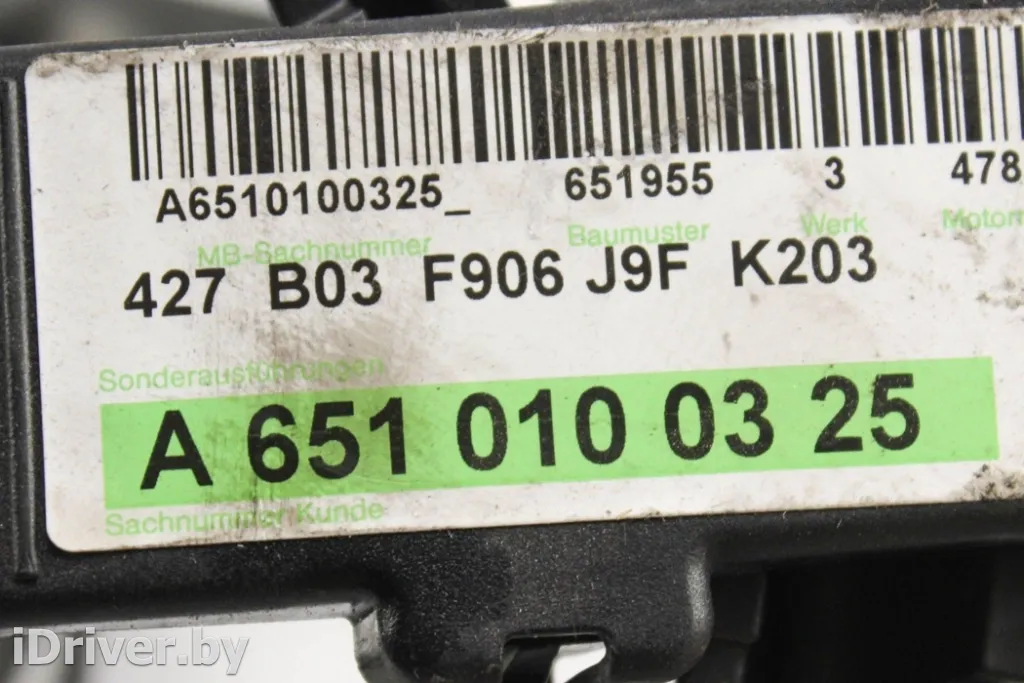 A6510100325_ 651955 3 478
MB-Sachnummer Baumuster Werk
427 B03 F906 J9F K203
Sonderausführungen
A 651 010 03 25
Sachnummer Kunde
iDriver.by